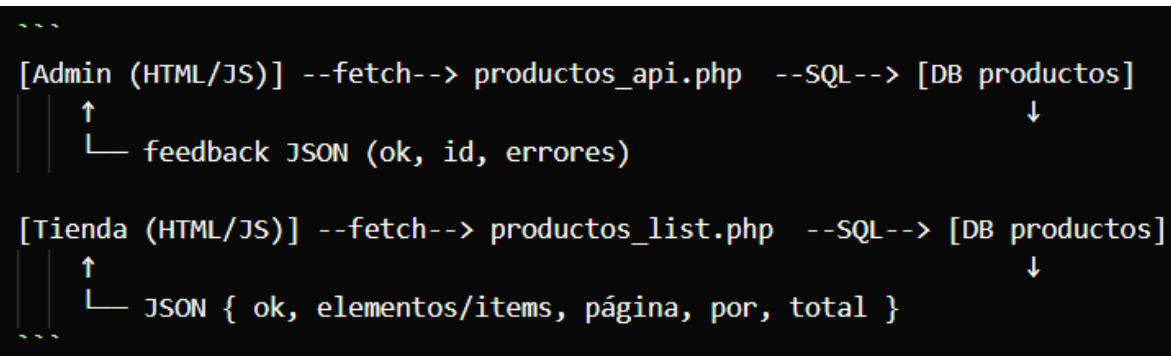 ```
[Admin (HTML/JS)] --fetch--> productos_api.php  --SQL--> [DB productos]
    ↑                                                         ↓
    └── feedback JSON (ok, id, errores)
[Tienda (HTML/JS)] --fetch--> productos_list.php  --SQL--> [DB productos]
    ↑                                                         ↓
    └── JSON { ok, elementos/items, página, por, total }
```